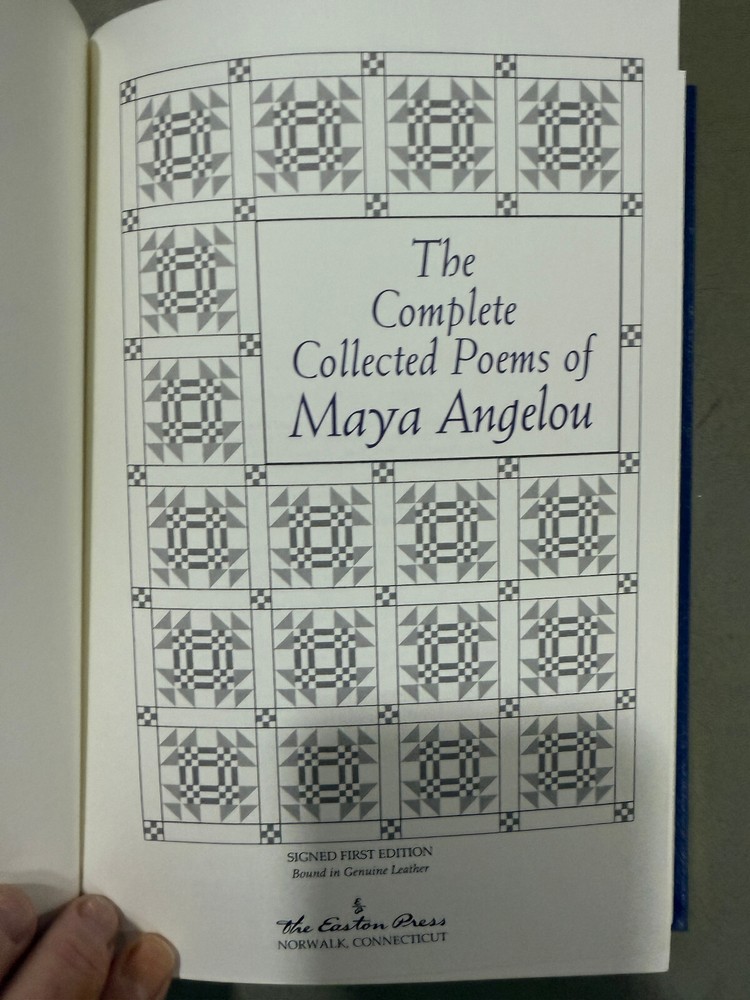 The
Complete
Collected Poems of
Maya Angelou
SIGNED FIRST EDITION
Bound in Genuine Leather
The Easton Press
NORWALK, CONNECTICUT